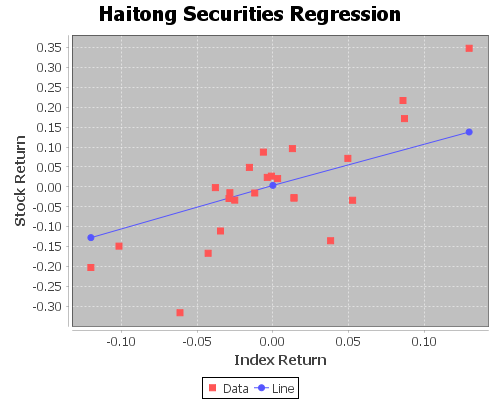 Haitong Securities Regression
Stock Return
0.35
0.30
0.25
0.20
0.15
0.10
0.05
0.00
-0.05
-0.10
-0.15
-0.20
-0.25
-0.30
-0.10 -0.05 0.00 0.05 0.10
Index Return
Data Line